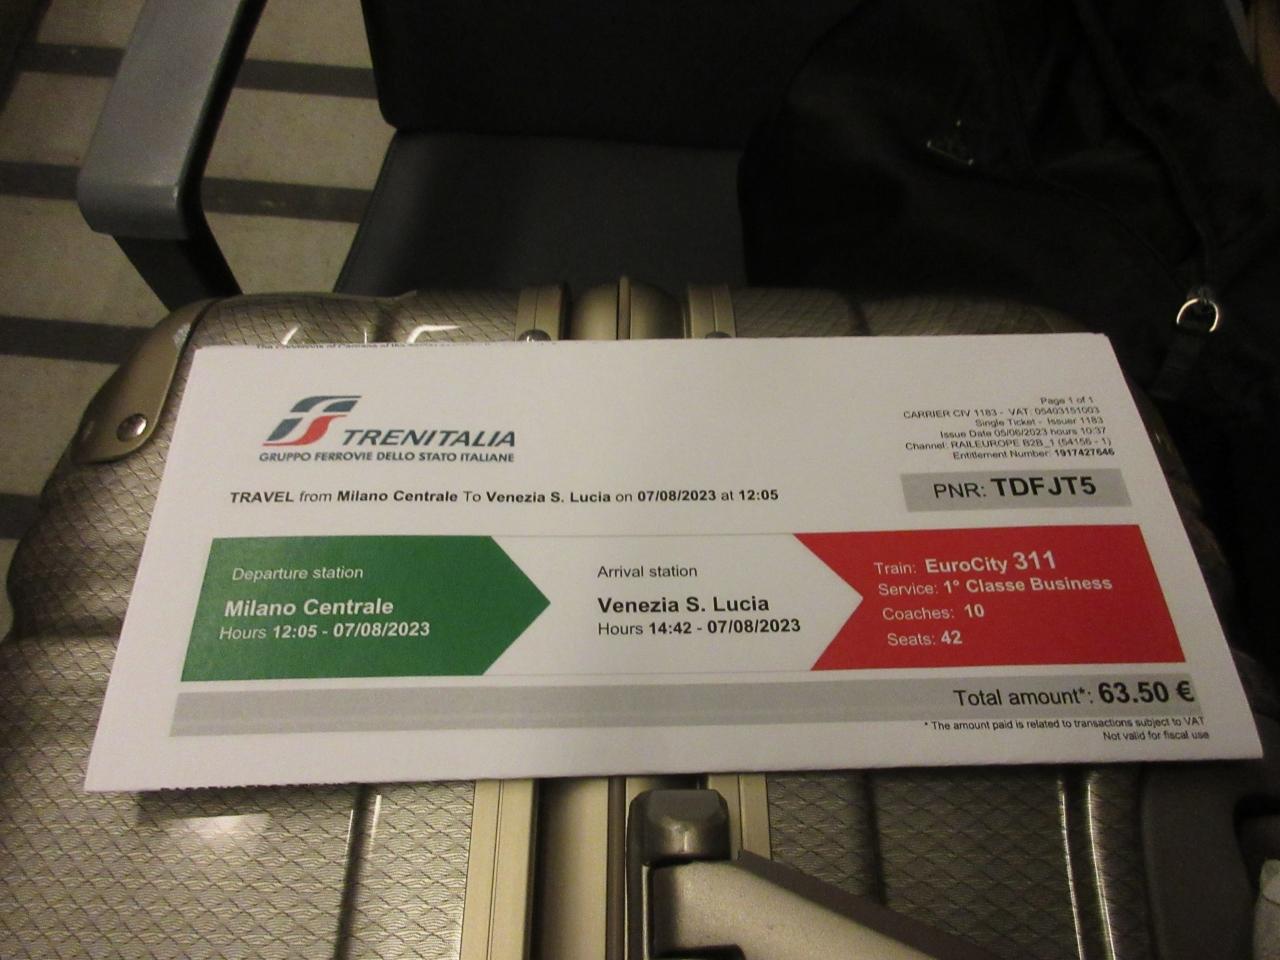 TRENITALIA
GRUPPO FERROVIE DELLO STATO ITALIANE
Page 1 of 1
CARRIER CIV 1183 - VAT: 05403151003
Single Ticket - Issuer 1183
Issue Date 05/06/2023 hours 10:37
Channel: RAILEUROPE B2B_1 (54156 - 1)
Entitlement Number: 1917427646
PNR: TDFJT5
TRAVEL from Milano Centrale To Venezia S. Lucia on 07/08/2023 at 12:05
Departure station
Milano Centrale
Hours 12:05 - 07/08/2023
Arrival station
Venezia S. Lucia
Hours 14:42 - 07/08/2023
Train: EuroCity 311
Service: 1° Classe Business
Coaches: 10
Seats: 42
Total amount*: 63.50 €
* The amount paid is related to transactions subject to VAT
Not valid for fiscal use